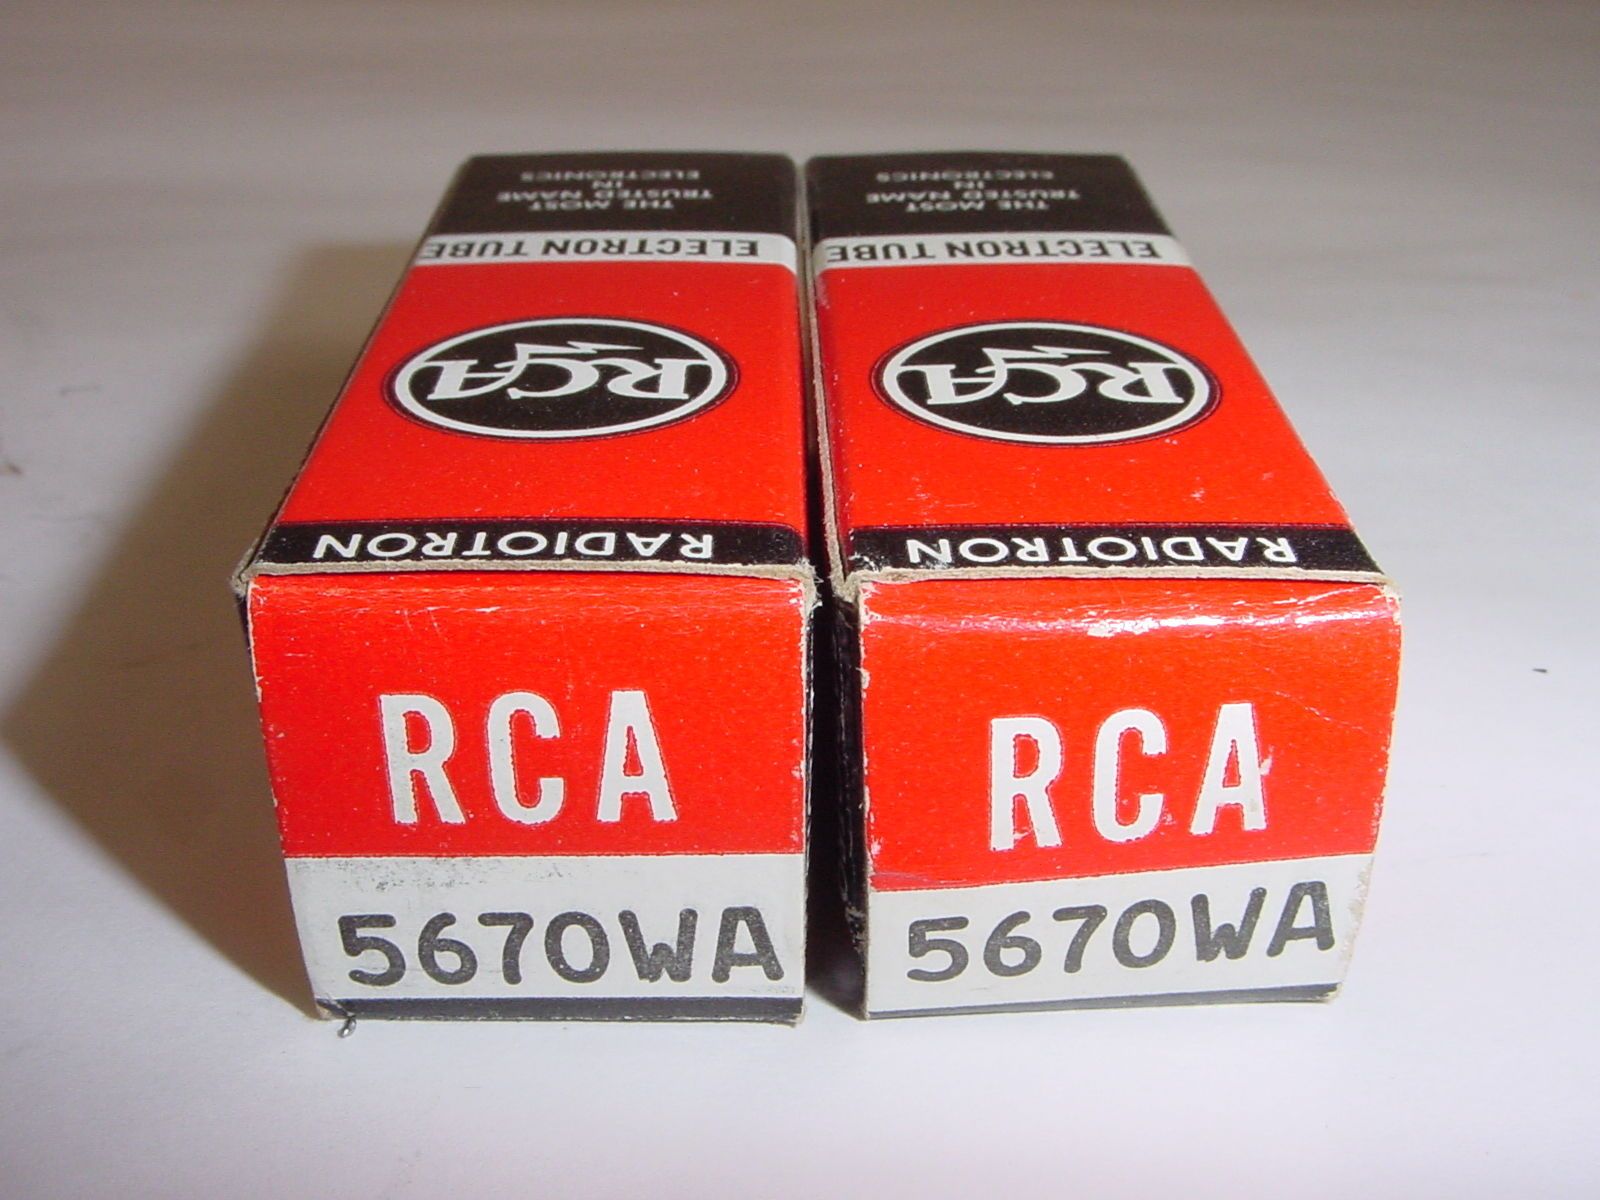 THE MOST
TRUSTED NAME
IN
ELECTRONICS
ELECTRON TUBE
RCA
RADIOTRON
RCA
5670WA
THE MOST
TRUSTED NAME
IN
ELECTRONICS
ELECTRON TUBE
RCA
RADIOTRON
RCA
5670WA